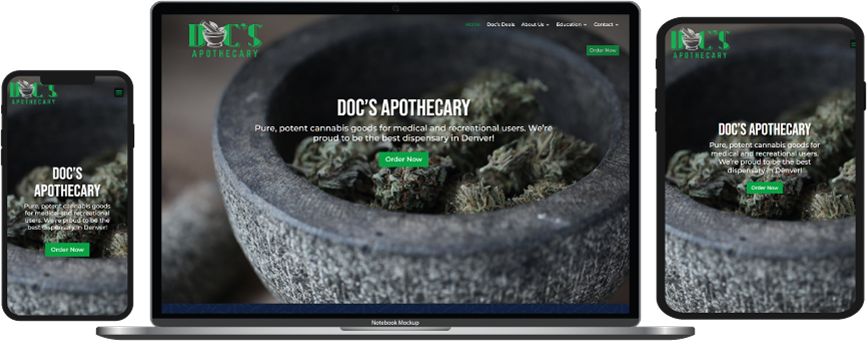 DOC'S
APOTHECARY
DOC'S
APOTHECARY
Pure, potent cannabis goods
for medical and recreational
users. We're proud to be the
best dispensary in Denver!
Order Now
DOC'S
APOTHECARY
Home Doc's Deals About Us Education Contact
Order Now
DOC'S APOTHECARY
Pure, potent cannabis goods for medical and recreational users. We're
proud to be the best dispensary in Denver!
Order Now
Notebook Mockup
DOC'S
APOTHECARY
DOC'S APOTHECARY
Pure, potent cannabis goods for
medical and recreational users.
We're proud to be the best
dispensary in Denver!
Order Now